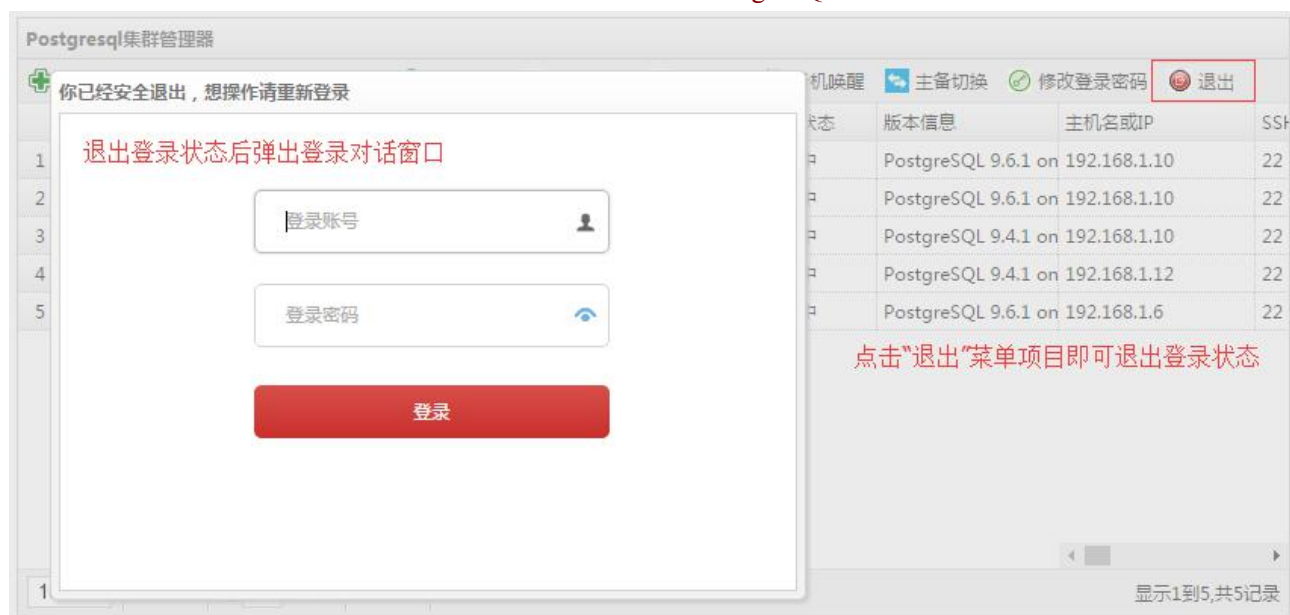 Postgresql集群管理器
机唤醒 主备切换 修改登录密码 退出
你已经安全退出，想操作请重新登录
状态 版本信息 主机名或IP SSH
退出登录状态后弹出登录对话窗口
1 中 PostgreSQL 9.6.1 on 192.168.1.10 22
2 中 PostgreSQL 9.6.1 on 192.168.1.10 22
登录账号
3 中 PostgreSQL 9.4.1 on 192.168.1.10 22
4 中 PostgreSQL 9.4.1 on 192.168.1.12 22
5 中 PostgreSQL 9.6.1 on 192.168.1.6 22
登录密码
点击"退出"菜单项目即可退出登录状态
登录
1
显示1到5,共5记录